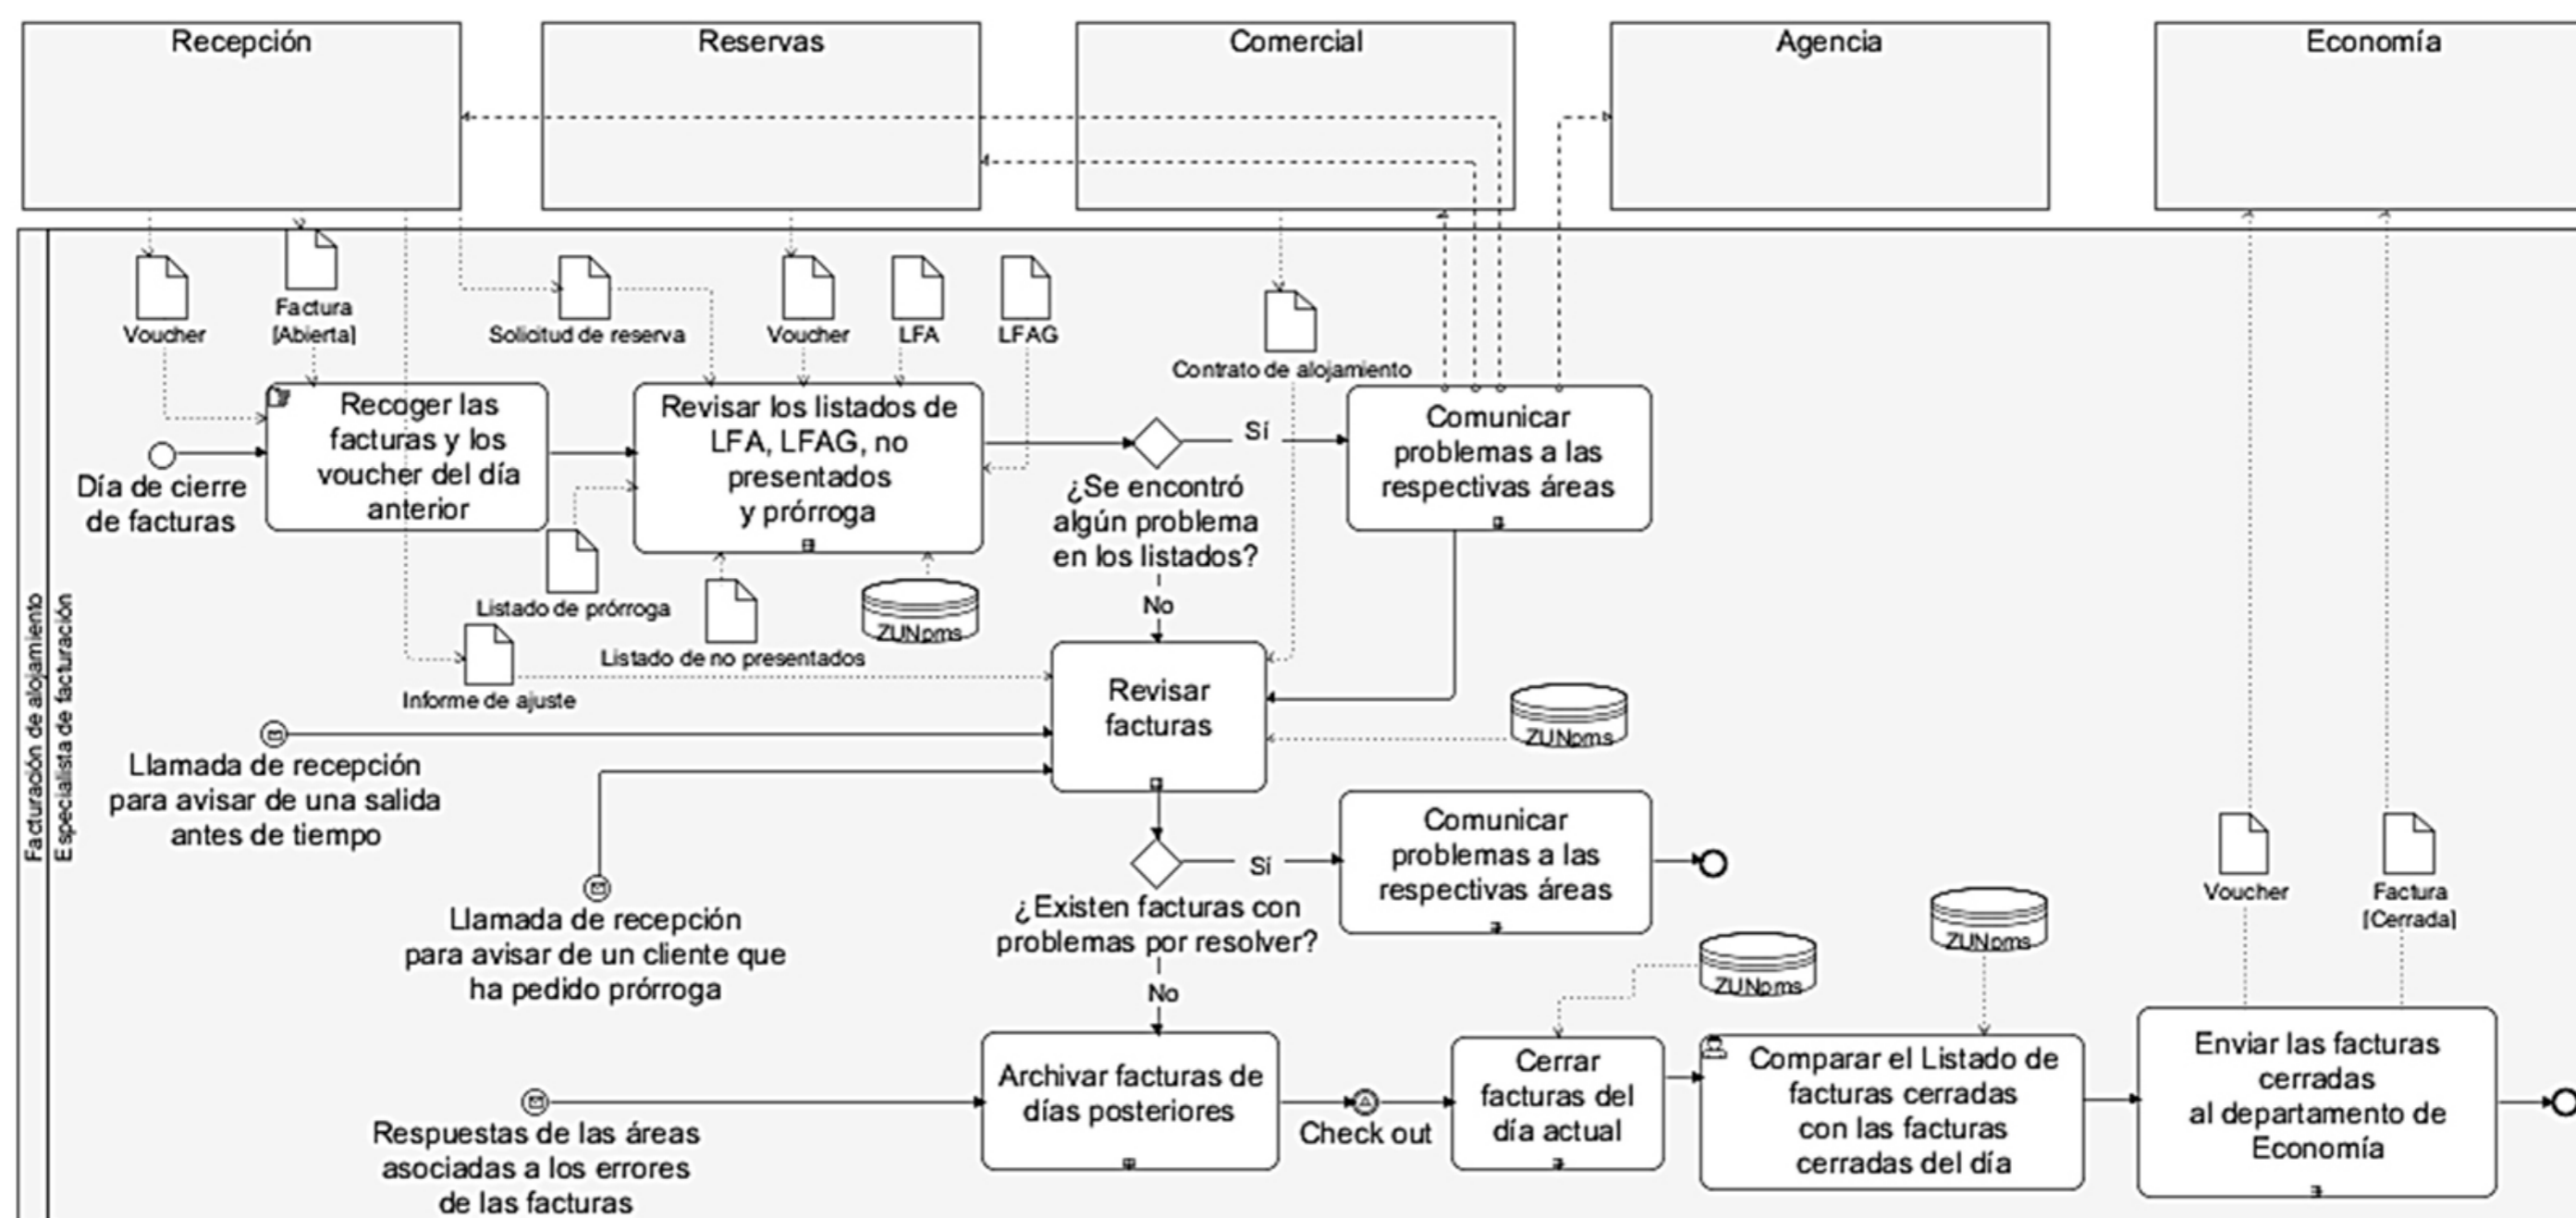 Recepción
Reservas
Comercial
Agencia
Economía
Voucher
Factura
[Abierta]
Solicitud de reserva
Voucher
LFA
LFAG
Contrato de alojamiento
Día de cierre
de facturas
Recoger las
facturas y los
voucher del día
anterior
Revisar los listados de
LFA, LFAG, no
presentados
y prórroga
¿Se encontró
algún problema
en los listados?
Sí
No
Comunicar
problemas a las
respectivas áreas
Listado de prórroga
Listado de no presentados
ZUNpms
Informe de ajuste
Facturación de alojamiento
Especialista de facturación
Revisar
facturas
ZUNpms
Llamada de recepción
para avisar de una salida
antes de tiempo
Llamada de recepción
para avisar de un cliente que
ha pedido prórroga
¿Existen facturas con
problemas por resolver?
Sí
No
Comunicar
problemas a las
respectivas áreas
ZUNpms
ZUNpms
Voucher
Factura
[Cerrada]
Respuestas de las áreas
asociadas a los errores
de las facturas
Archivar facturas de
días posteriores
Check out
Cerrar
facturas del
día actual
Comparar el Listado de
facturas cerradas
con las facturas
cerradas del día
Enviar las facturas
cerradas
al departamento de
Economía